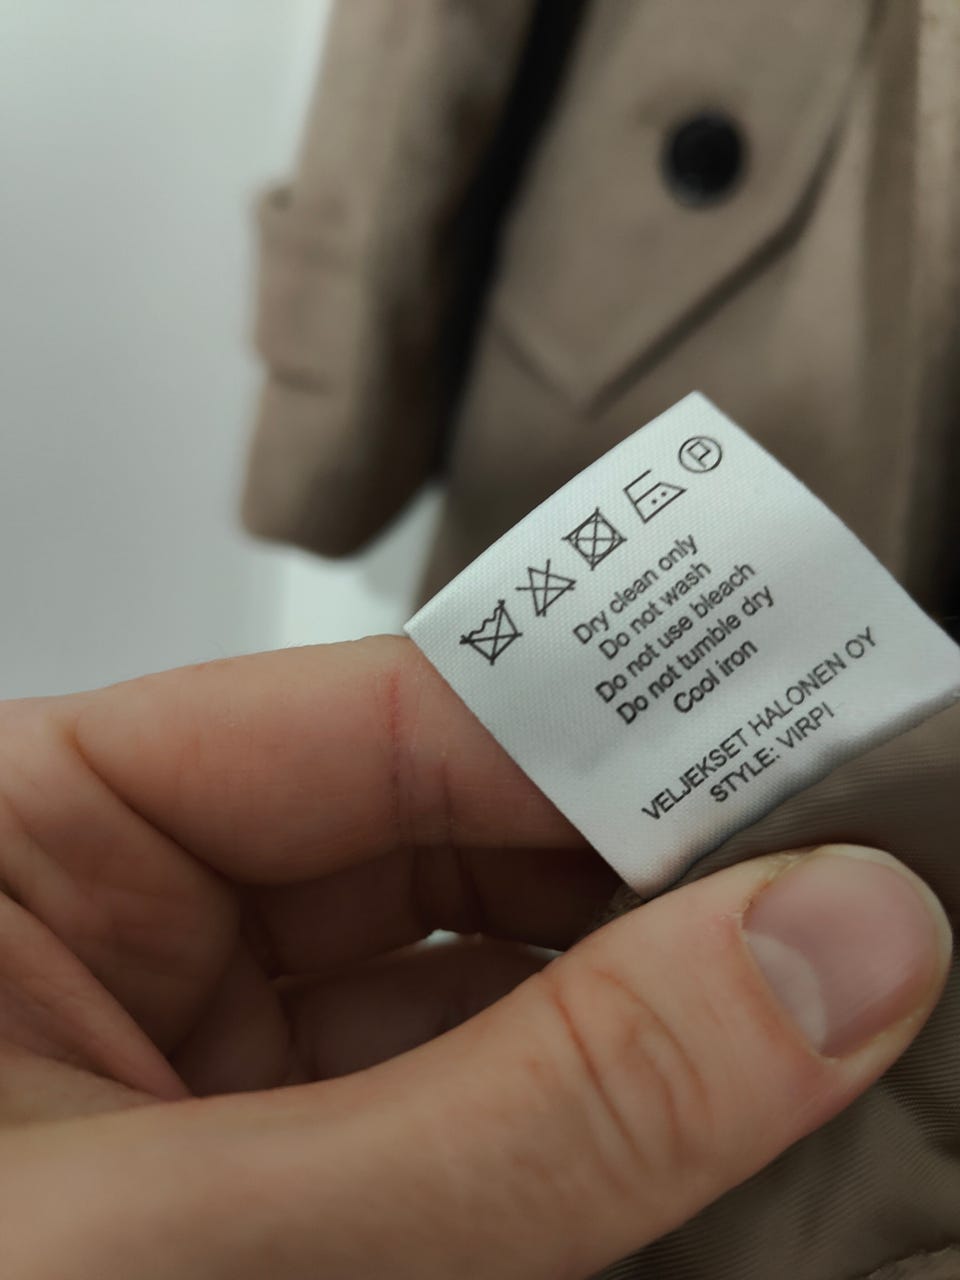 P
Dry clean only
Do not wash
Do not use bleach
Do not tumble dry
Cool iron
VELJEKSET HALONEN OY
STYLE: VIRPI